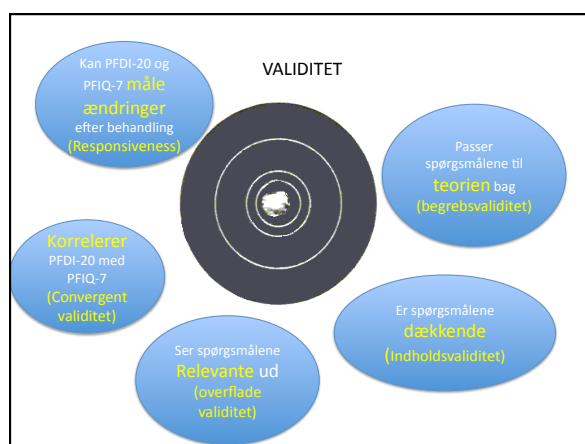 VALIDITET
Kan PFDI-20 og
PFIQ-7 måle
ændringer
efter behandling
(Responsiveness)
Passer
spørgsmålene til
teorien bag
(begrebsvaliditet)
Korrelerer
PFDI-20 med
PFIQ-7
(Convergent
validitet)
Er spørgsmålene
dækkende
(Indholdsvaliditet)
Ser spørgsmålene
Relevante ud
(overflade
validitet)